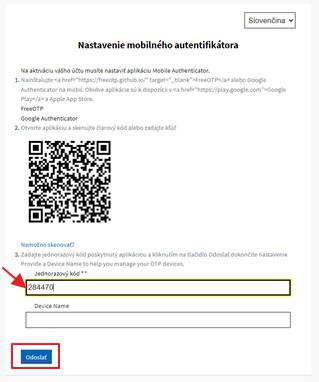 Slovenčina
Nastavenie mobilného autentifikátora
Na aktiváciu vášho účtu musíte nastaviť aplikáciu Mobile Authenticator.
1. Nainštalujte <a href="https://freeotp.github.io/" target="_blank">FreeOTP</a> alebo Google
Authenticator na mobil. Obidve aplikácie sú k dispozícii v <a href="https://play.google.com">Google
Play</a> a Apple App Store.
FreeOTP
Google Authenticator
2. Otvorte aplikáciu a skenujte čiarový kód alebo zadajte kľúč
Nemožno skenovať?
3. Zadajte jednorazový kód poskytnutý aplikáciou a kliknutím na tlačidlo Odoslať dokončite nastavenie
Provide a Device Name to help you manage your OTP devices.
Jednorazový kód * *
284470
Device Name
Odoslať